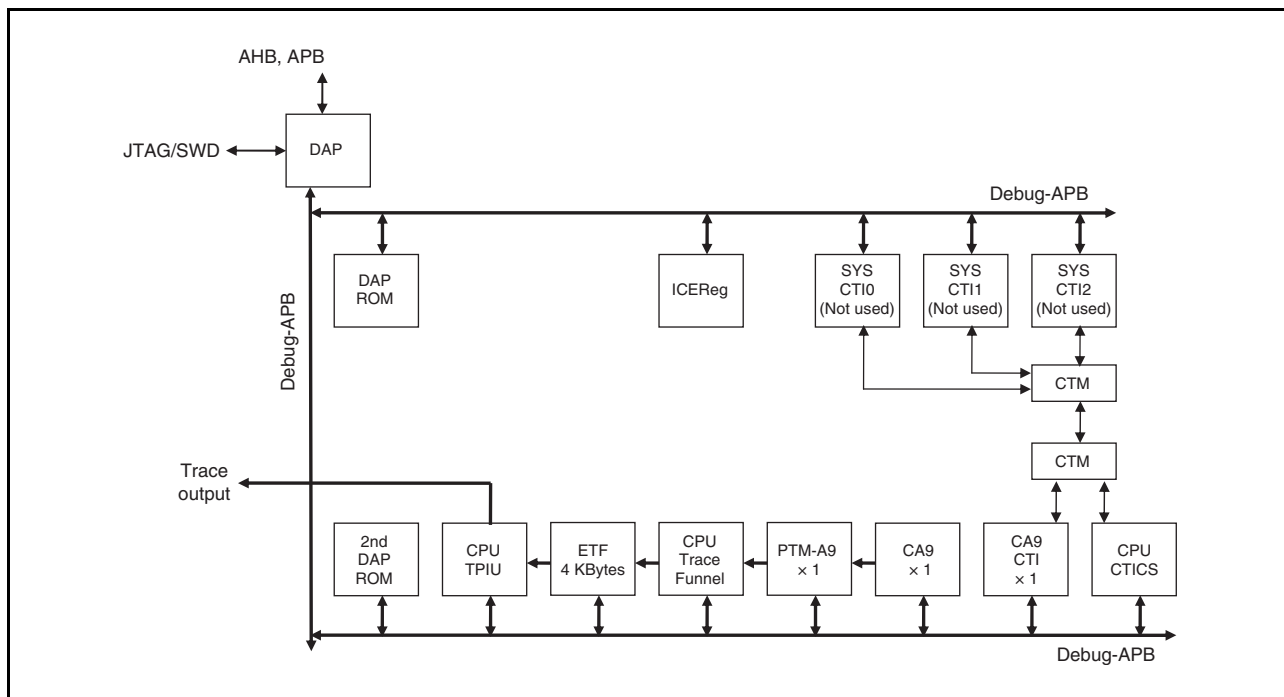 AHB, APB
JTAG/SWD
DAP
Debug-APB
Debug-APB
DAP
ROM
ICEReg
SYS
CTI0
(Not used)
SYS
CTI1
(Not used)
SYS
CTI2
(Not used)
CTM
CTM
Trace
output
2nd
DAP
ROM
CPU
TPIU
ETF
4 KBytes
CPU
Trace
Funnel
PTM-A9
× 1
CA9
× 1
CA9
CTI
× 1
CPU
CTICS
Debug-APB